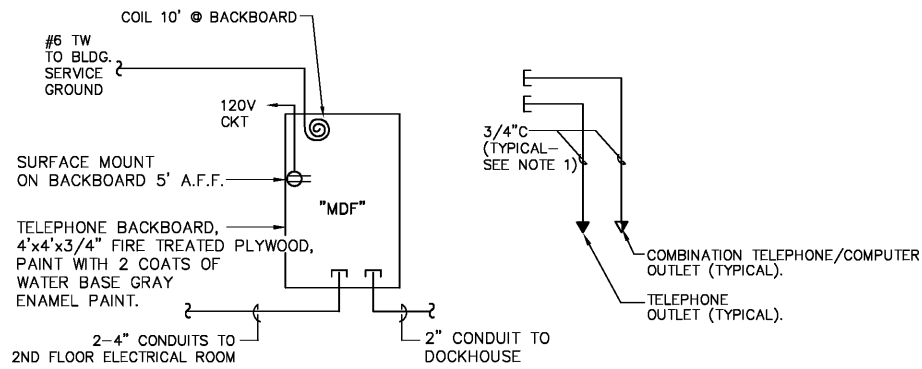 COIL 10' @ BACKBOARD
#6 TW
TO BLDG.
SERVICE
GROUND
120V
CKT
SURFACE MOUNT
ON BACKBOARD 5' A.F.F.
"MDF"
TELEPHONE BACKBOARD,
4'x4'x3/4" FIRE TREATED PLYWOOD,
PAINT WITH 2 COATS OF
WATER BASE GRAY
ENAMEL PAINT.
2-4" CONDUITS TO
2ND FLOOR ELECTRICAL ROOM
2" CONDUIT TO
DOCKHOUSE
3/4"C
(TYPICAL-
SEE NOTE 1)
COMBINATION TELEPHONE/COMPUTER
OUTLET (TYPICAL).
TELEPHONE
OUTLET (TYPICAL).